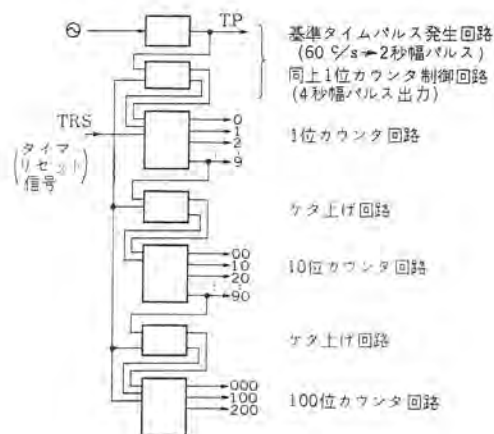 TP
基準タイムパルス発生回路
(60 c/s→2秒幅パルス)
同上1位カウンタ制御回路
(4秒幅パルス出力)
TRS
タイマ
リセット
信号
0
1
2
9
1位カウンタ回路
ケタ上げ回路
00
10
20
90
10位カウンタ回路
ケタ上げ回路
000
100
200
100位カウンタ回路